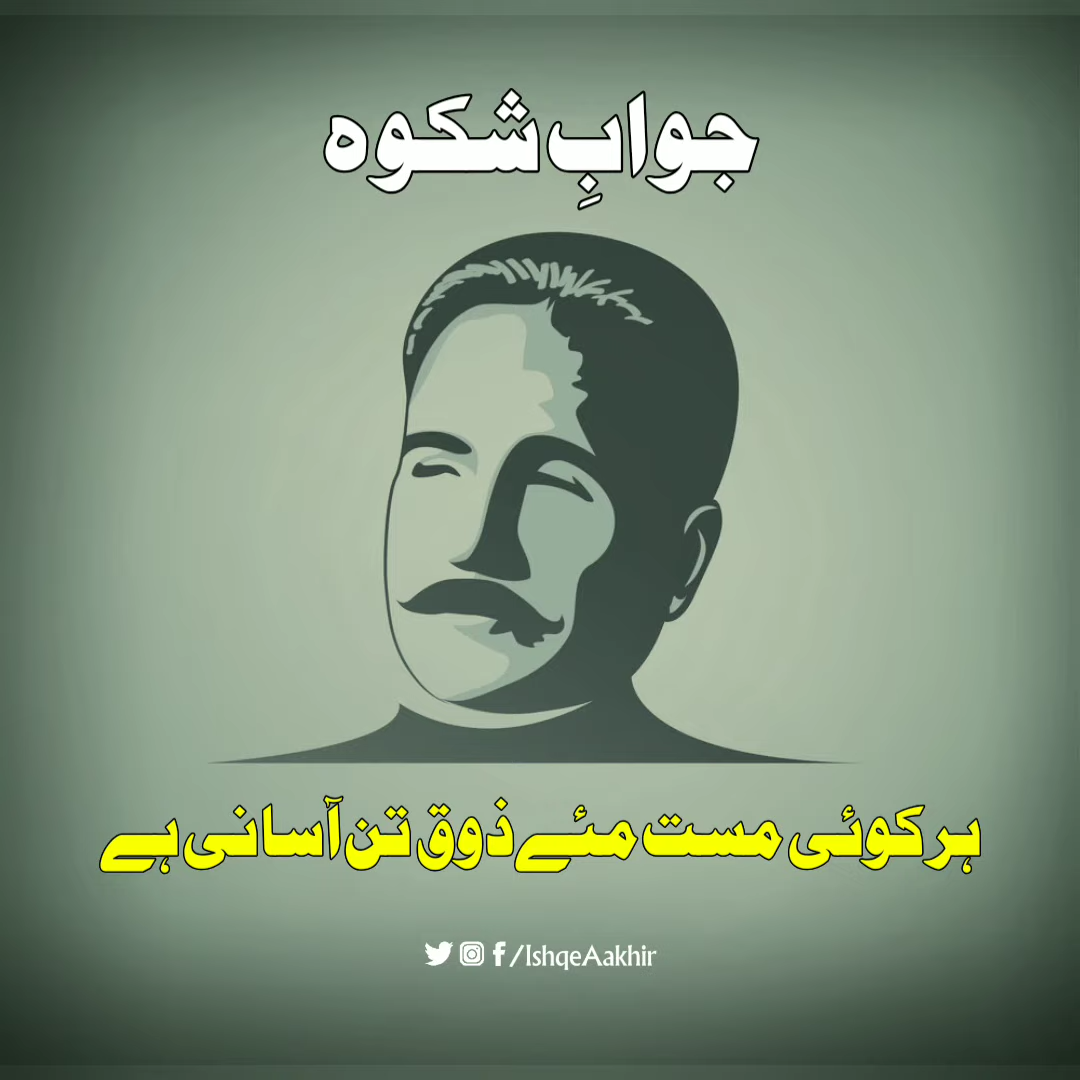 جوابِ شکوہ
ہر کوئی مست مئے ذوق تن آسانی ہے
/IshqeAakhir